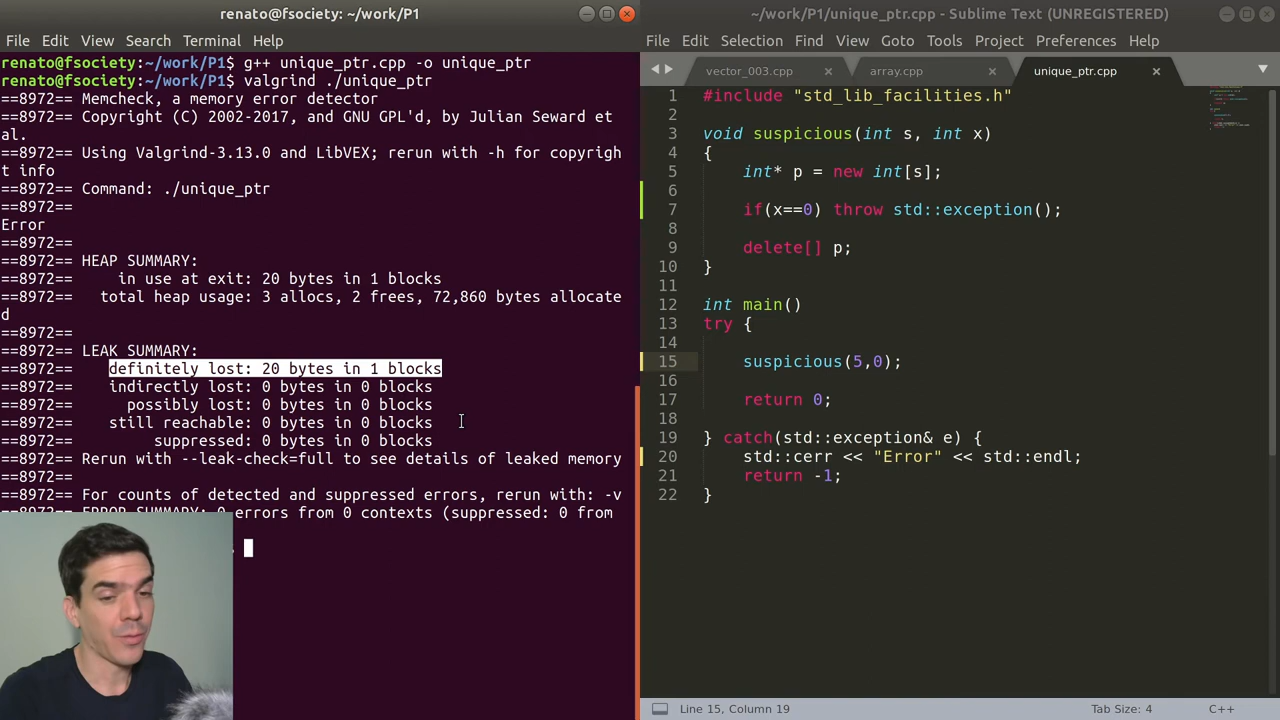 renato@fsociety: ~/work/P1
File Edit View Search Terminal Help
renato@fsociety:~/work/P1$ g++ unique_ptr.cpp -o unique_ptr
renato@fsociety:~/work/P1$ valgrind ./unique_ptr
==8972== Memcheck, a memory error detector
==8972== Copyright (C) 2002-2017, and GNU GPL'd, by Julian Seward et
al.
==8972== Using Valgrind-3.13.0 and LibVEX; rerun with -h for copyrigh
t info
==8972== Command: ./unique_ptr
==8972==
Error
==8972==
==8972== HEAP SUMMARY:
==8972==     in use at exit: 20 bytes in 1 blocks
==8972==   total heap usage: 3 allocs, 2 frees, 72,860 bytes allocate
d
==8972==
==8972== LEAK SUMMARY:
==8972==    definitely lost: 20 bytes in 1 blocks
==8972==    indirectly lost: 0 bytes in 0 blocks
==8972==      possibly lost: 0 bytes in 0 blocks
==8972==    still reachable: 0 bytes in 0 blocks
==8972==         suppressed: 0 bytes in 0 blocks
==8972== Rerun with --leak-check=full to see details of leaked memory
==8972==
==8972== For counts of detected and suppressed errors, rerun with: -v
==8972== ERROR SUMMARY: 0 errors from 0 contexts (suppressed: 0 from
~/work/P1/unique_ptr.cpp - Sublime Text (UNREGISTERED)
File Edit Selection Find View Goto Tools Project Preferences Help
vector_003.cpp array.cpp unique_ptr.cpp
1 #include "std_lib_facilities.h"
2
3 void suspicious(int s, int x)
4 {
5     int* p = new int[s];
6
7     if(x==0) throw std::exception();
8
9     delete[] p;
10 }
11
12 int main()
13 try {
14
15     suspicious(5,0);
16
17     return 0;
18
19 } catch(std::exception& e) {
20     std::cerr << "Error" << std::endl;
21     return -1;
22 }
Line 15, Column 19 Tab Size: 4 C++